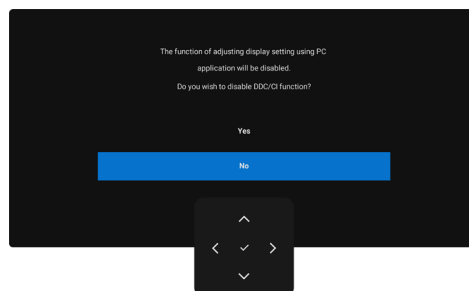 The function of adjusting display setting using PC
application will be disabled.
Do you wish to disable DDC/CI function?
Yes
No